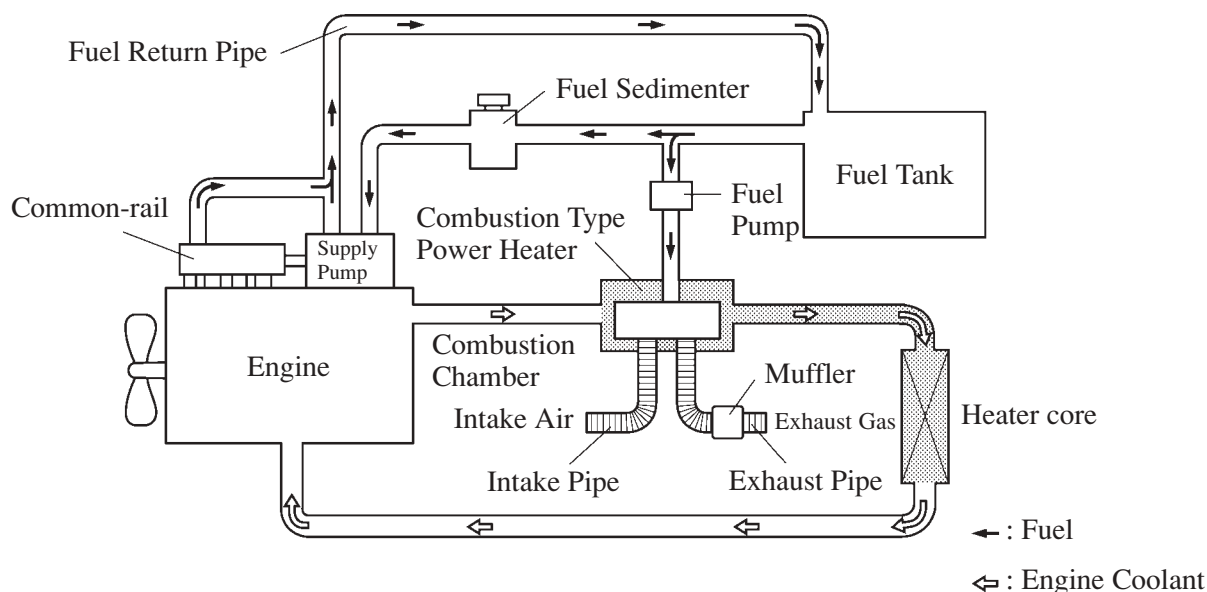 Fuel Return Pipe
Fuel Sedimenter
Fuel Tank
Common-rail
Supply
Pump
Combustion Type
Power Heater
Fuel
Pump
Engine
Combustion
Chamber
Muffler
Intake Air
Exhaust Gas
Heater core
Intake Pipe
Exhaust Pipe
: Fuel
: Engine Coolant